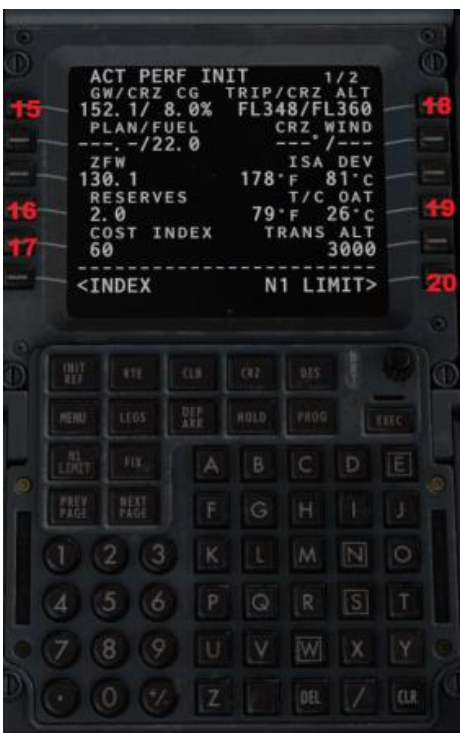 ACT PERF INIT 1/2
GW/CRZ CG TRIP/CRZ ALT
15 152.1/ 8.0% FL348/FL360 18
PLAN/FUEL CRZ WIND
---.-/22.0 ---°/---
ZFW ISA DEV
130.1 178°F 81°C
16 RESERVES T/C OAT 19
2.0 79°F 26°C
17 COST INDEX TRANS ALT
60 3000
<INDEX N1 LIMIT> 20
INIT REF RTE CLB CRZ DES BRT
MENU LEGS DEP ARR HOLD PROG EXEC
N1 LIMIT FIX A B C D E
PREV PAGE NEXT PAGE F G H I J
1 2 3 K L M N O
4 5 6 P Q R S T
7 8 9 U V W X Y
. 0 +/- Z DEL / CLR